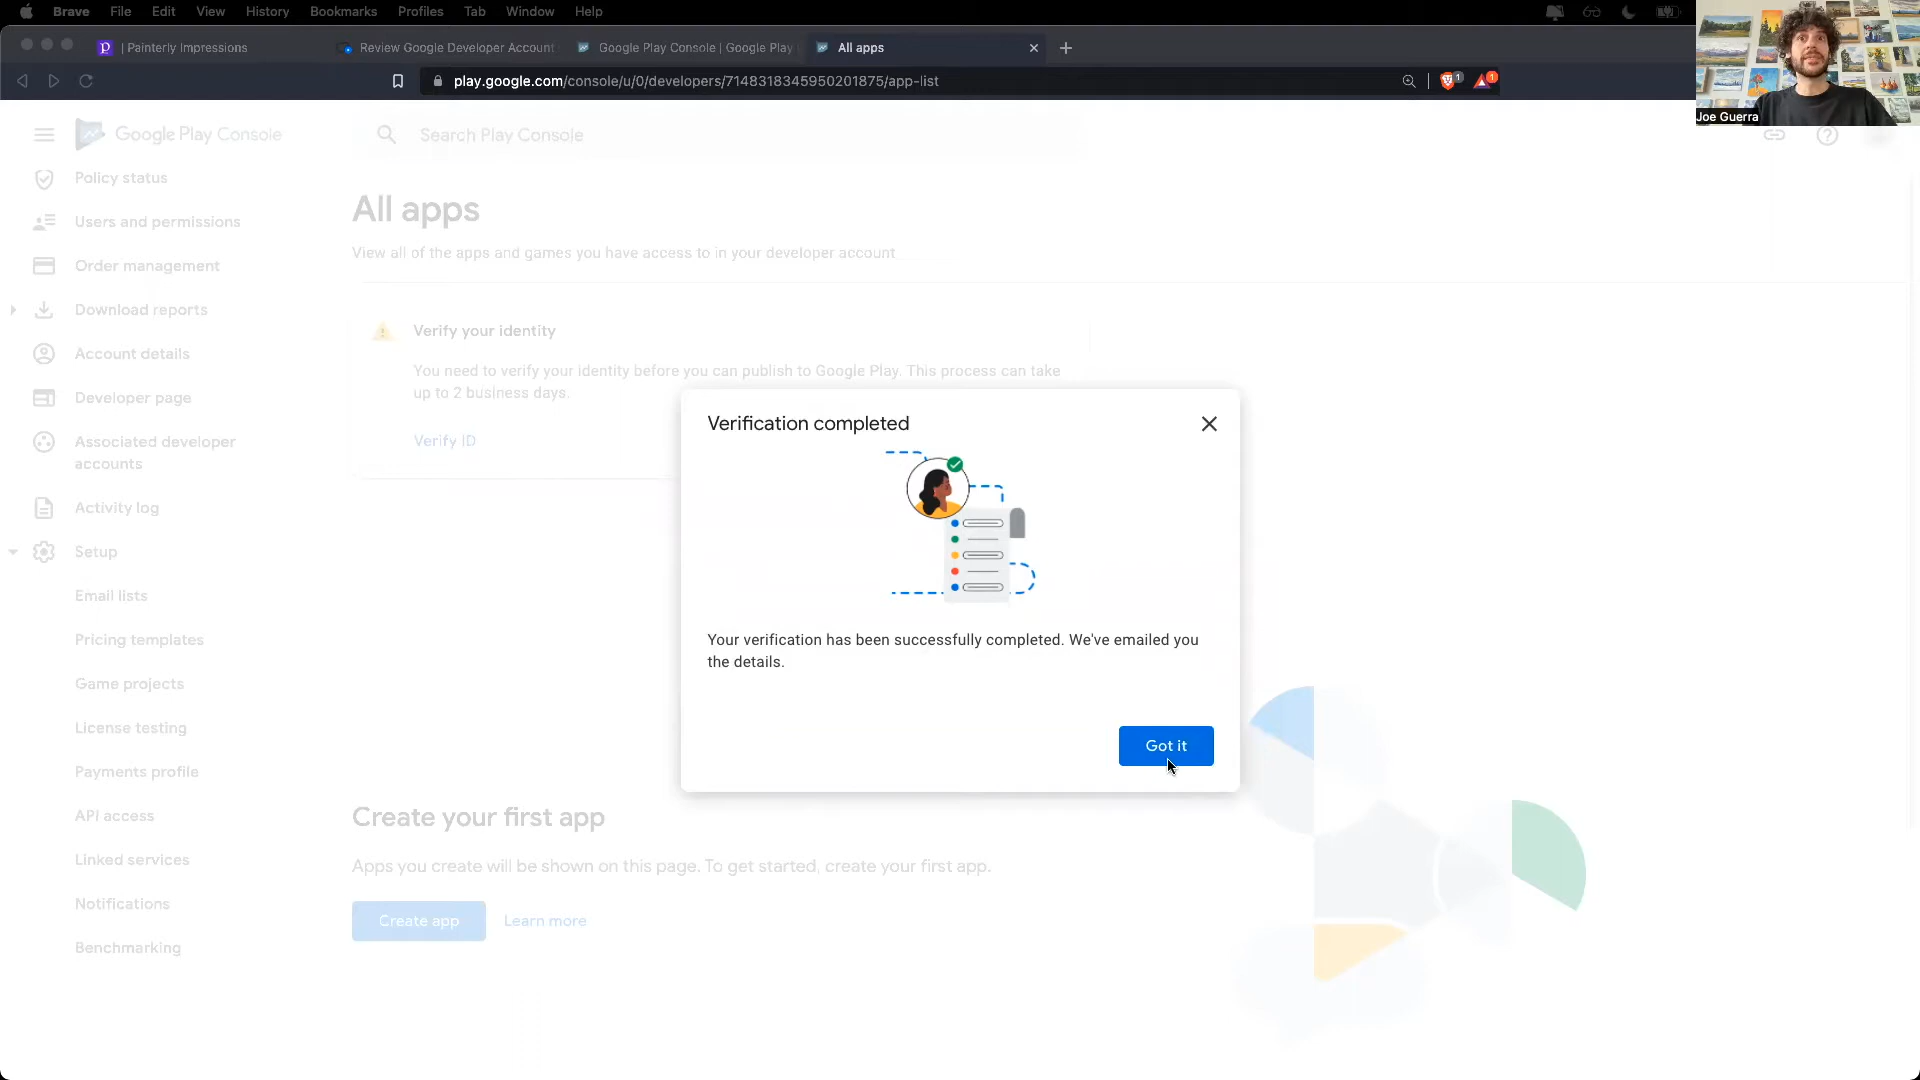 Brave File Edit View History Bookmarks Profiles Tab Window Help
| Painterly Impressions
Review Google Developer Account
Google Play Console | Google Play
All apps
play.google.com/console/u/0/developers/7148318345950201875/app-list
1
1
Joe Guerra
Google Play Console
Search Play Console
Policy status
Users and permissions
Order management
Download reports
Account details
Developer page
Associated developer
accounts
Activity log
Setup
Email lists
Pricing templates
Game projects
License testing
Payments profile
API access
Linked services
Notifications
Benchmarking
All apps
View all of the apps and games you have access to in your developer account
Verify your identity
You need to verify your identity before you can publish to Google Play. This process can take
up to 2 business days.
Verify ID
Verification completed
Your verification has been successfully completed. We've emailed you
the details.
Got it
Create your first app
Apps you create will be shown on this page. To get started, create your first app.
Create app Learn more